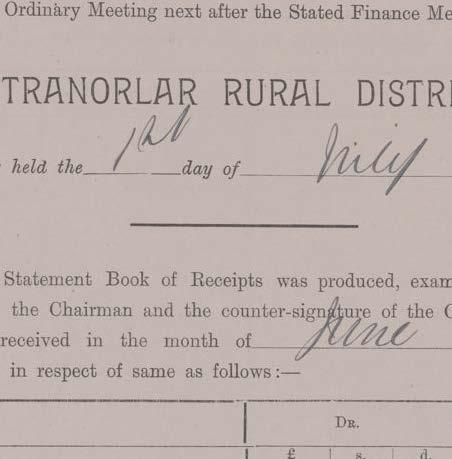 Ordinary Meeting next after the Stated Finance Me
TRANORLAR RURAL DISTRI
held the 1st day of July
Statement Book of Receipts was produced, exam
the Chairman and the counter-signature of the C
received in the month of June
in respect of same as follows:—
DR.
£ s. d.